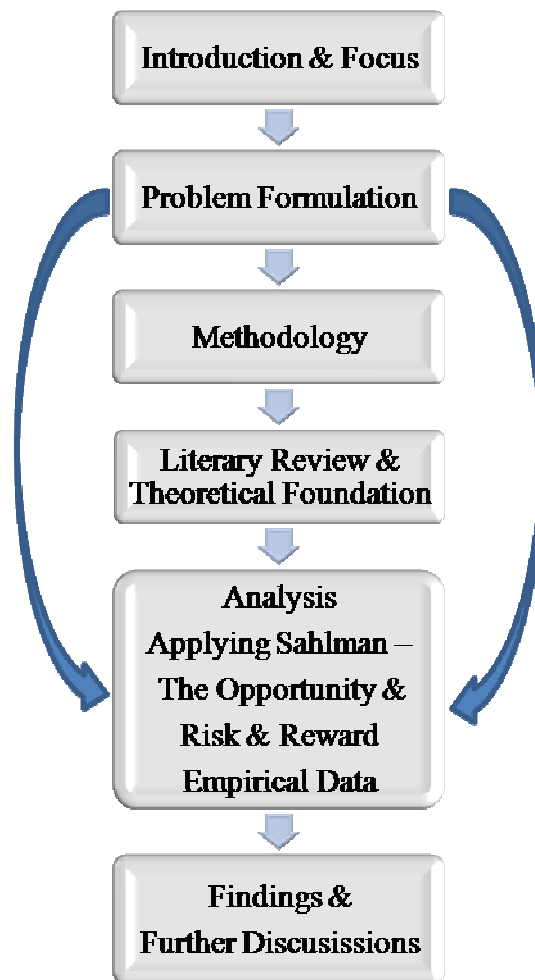 Introduction & Focus
Problem Formulation
Methodology
Literary Review &
Theoretical Foundation
Analysis
Applying Sahlman –
The Opportunity &
Risk & Reward
Empirical Data
Findings &
Further Discusissions